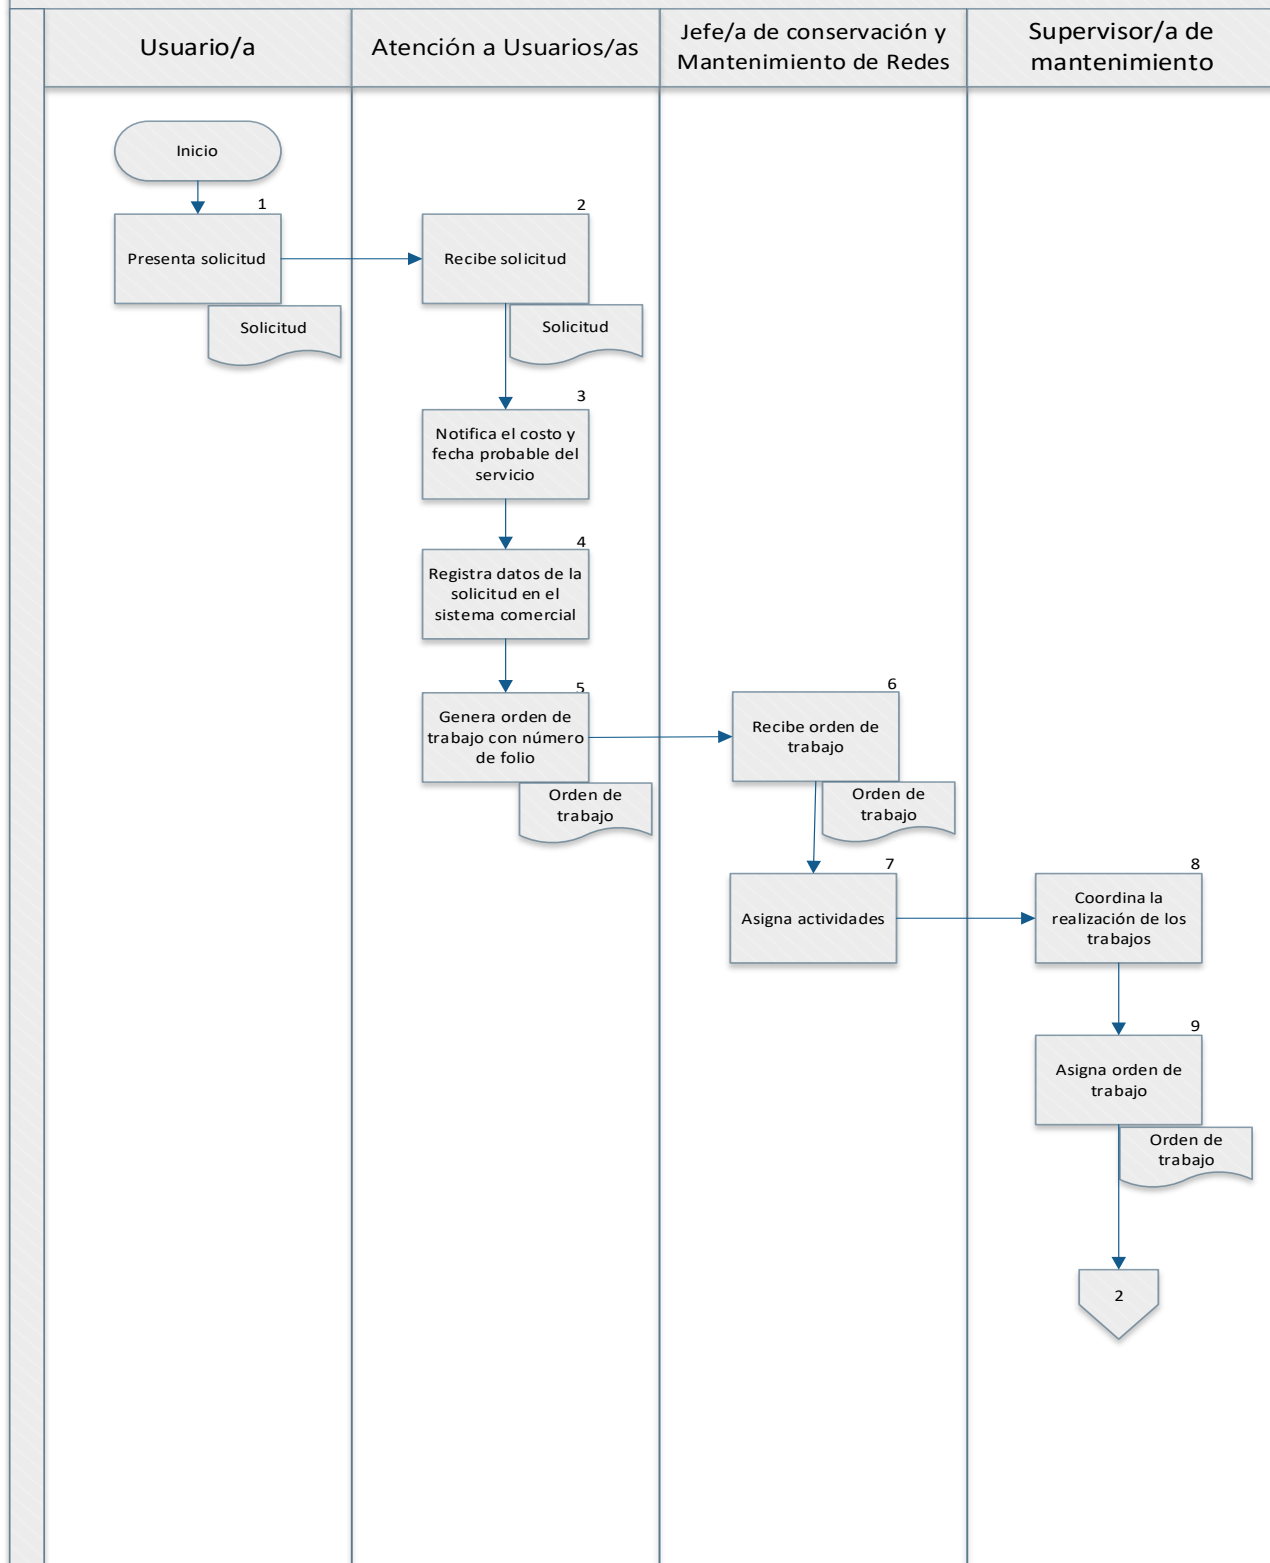 Usuario/a
Atención a Usuarios/as
Jefe/a de conservación y
Mantenimiento de Redes
Supervisor/a de
mantenimiento
Inicio
1
Presenta solicitud
Solicitud
2
Recibe solicitud
Solicitud
3
Notifica el costo y
fecha probable del
servicio
4
Registra datos de la
solicitud en el
sistema comercial
5
Genera orden de
trabajo con número
de folio
Orden de
trabajo
6
Recibe orden de
trabajo
Orden de
trabajo
7
Asigna actividades
8
Coordina la
realización de los
trabajos
9
Asigna orden de
trabajo
Orden de
trabajo
2